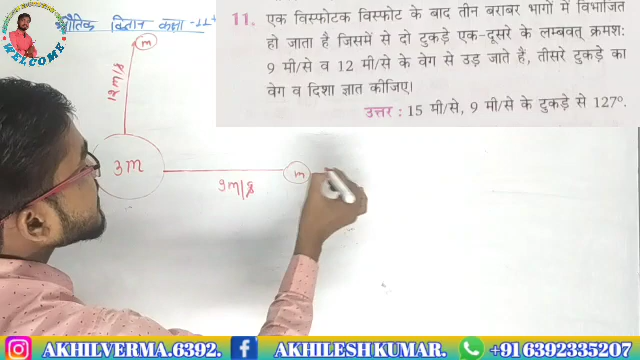 भौतिक विज्ञान कक्षा -11th
11. एक विस्फोटक विस्फोट के बाद तीन बराबर भागों में विभाजित
हो जाता है जिसमें से दो टुकड़े एक-दूसरे के लम्बवत् क्रमशः
9 मी/से व 12 मी/से के वेग से उड़ जाते हैं, तीसरे टुकड़े का
वेग व दिशा ज्ञात कीजिए।
उत्तर : 15 मी/से, 9 मी/से के टुकड़े से 127°.
m
12m/s
3m
9m/s
m
WELCOME
AKHILVERMA.6392.
AKHILESH KUMAR.
+91 6392335207